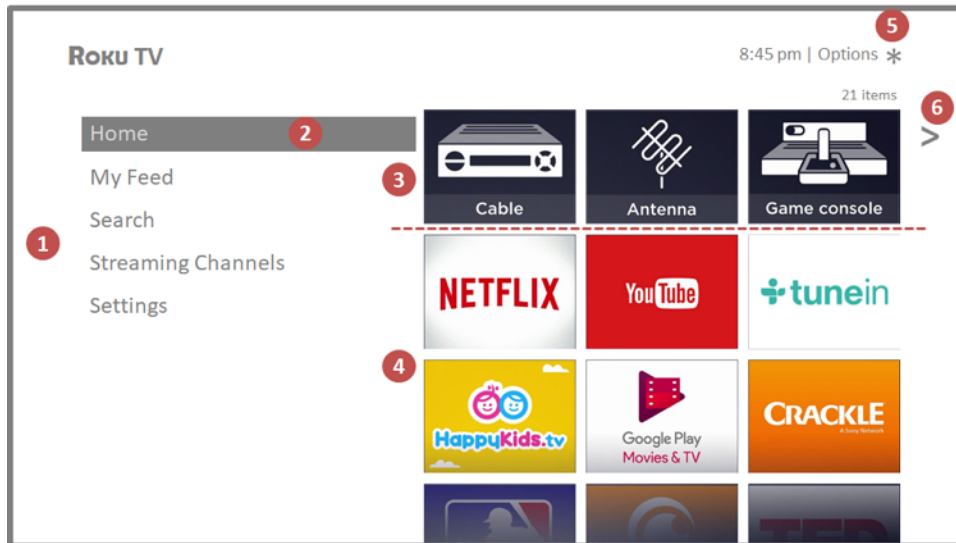 5
ROKU TV
8:45 pm | Options *
21 items
6
>
Home
2
My Feed
3
Cable
Antenna
Game console
Search
1
Streaming Channels
Settings
NETFLIX
YouTube
tunein
4
HappyKids.tv
Google Play
Movies & TV
CRACKLE
A Sony Network
TED